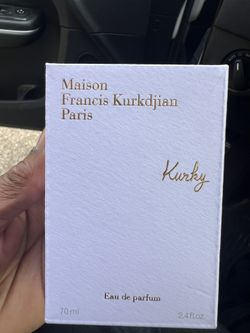 Maison
Francis Kurkdjian
Paris
Kurky
Eau de parfum
70 ml
2.4 fl.oz.